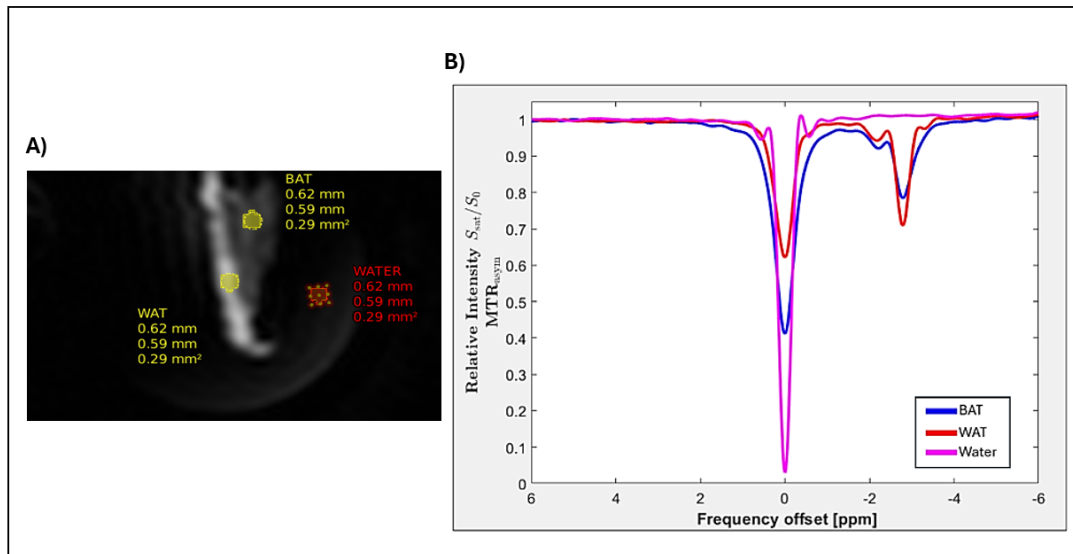 A)
BAT
0.62 mm
0.59 mm
0.29 mm²
WATER
0.62 mm
0.59 mm
0.29 mm²
WAT
0.62 mm
0.59 mm
0.29 mm²
B)
Relative Intensity S_sat/S_0
MTR_asym
1
0.9
0.8
0.7
0.6
0.5
0.4
0.3
0.2
0.1
0
6
4
2
0
-2
-4
-6
Frequency offset [ppm]
BAT
WAT
Water